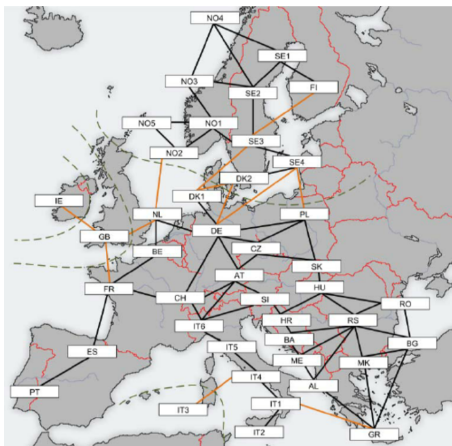 NO4
SE1
NO3
SE2
FI
NO5
NO1
SE3
NO2
SE4
DK2
IE
DK1
NL
PL
GB
DE
BE
CZ
SK
AT
FR
CH
SI
HU
RO
IT6
HR
RS
BG
IT5
BA
ES
ME
MK
IT4
AL
PT
IT3
IT1
IT2
GR